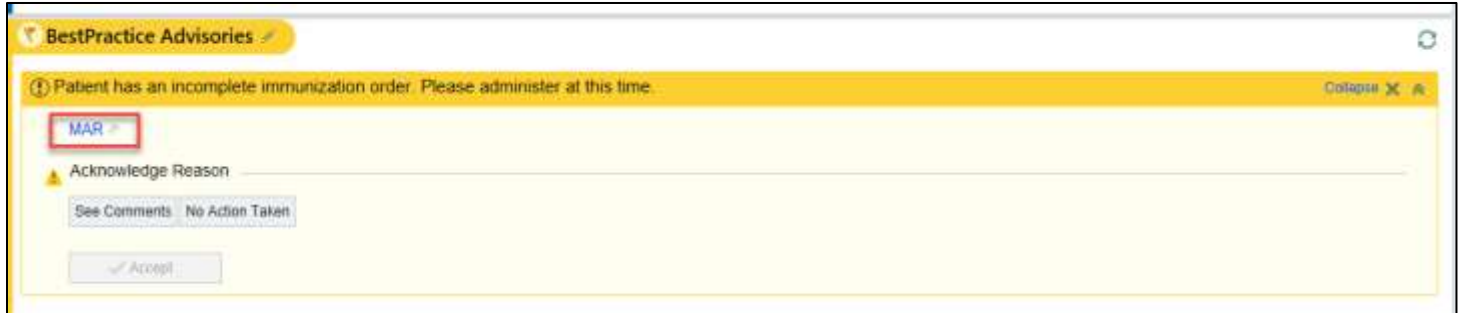 BestPractice Advisories
Patient has an incomplete immunization order. Please administer at this time.
Collapse
MAR
Acknowledge Reason
See Comments No Action Taken
Accept